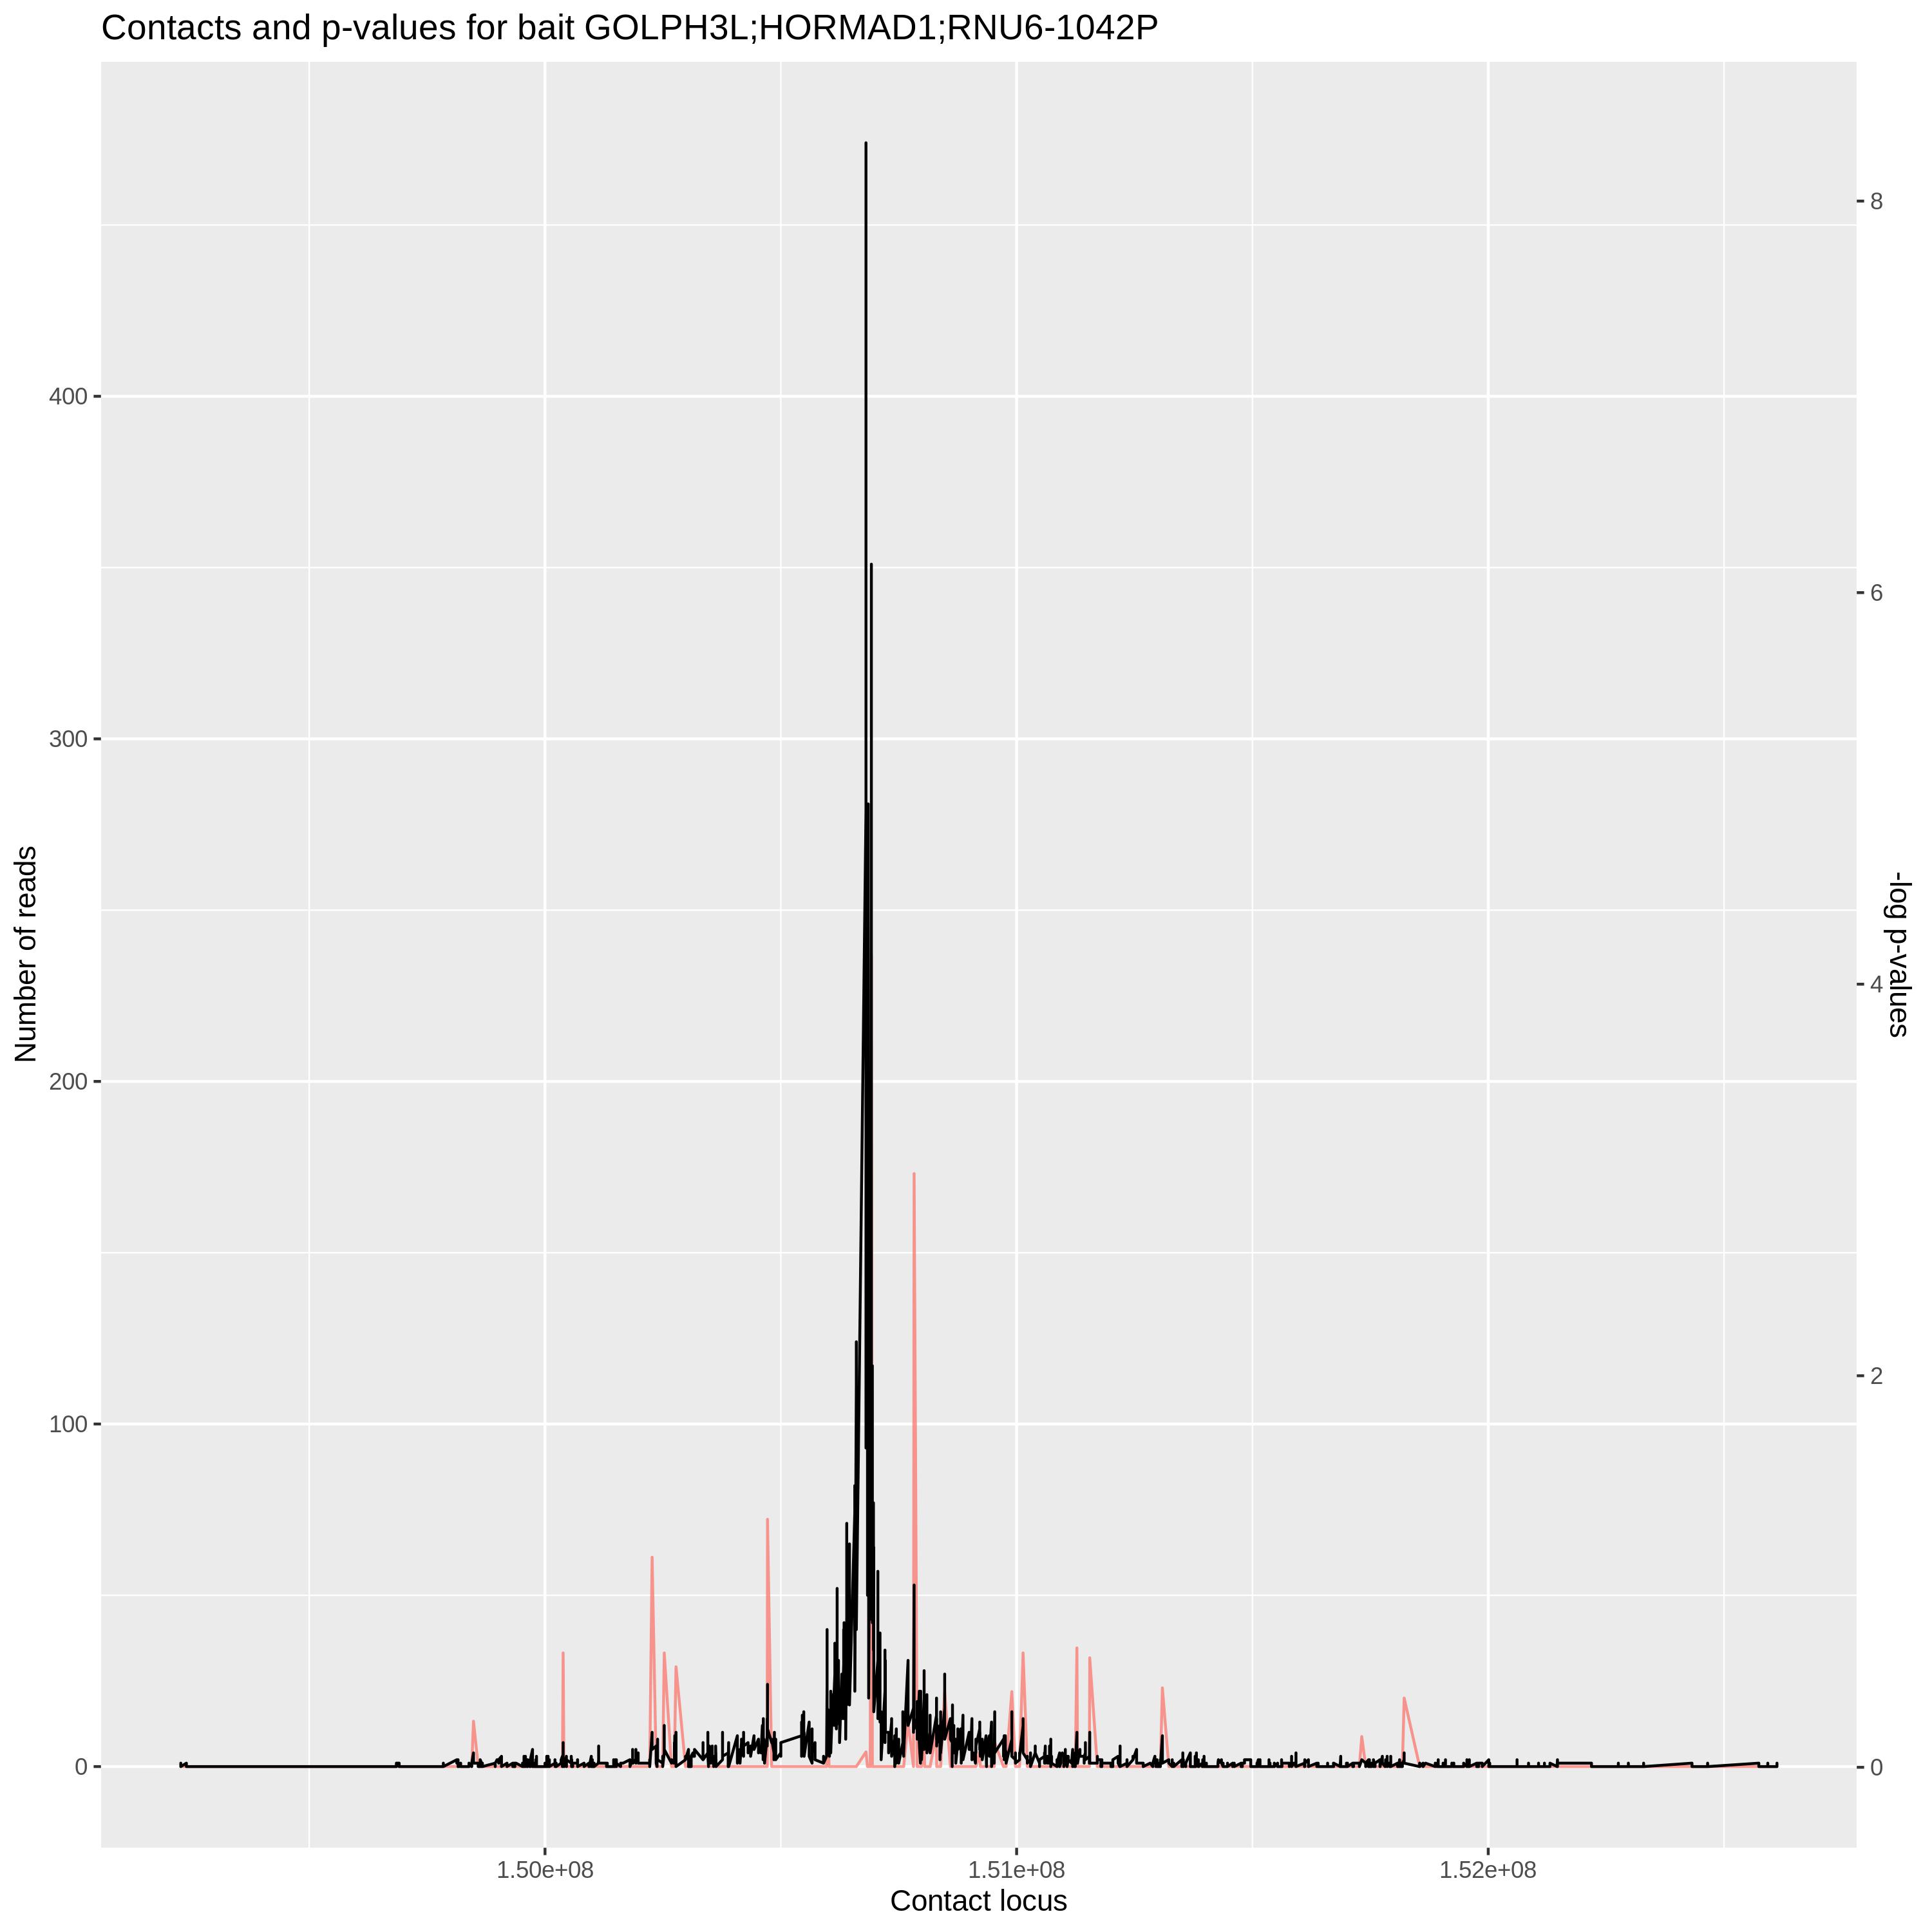 Contacts and p-values for bait GOLPH3L;HORMAD1;RNU6-1042P
Number of reads
400
300
200
100
0
8
6
4
2
0
-log p-values
1.50e+08
1.51e+08
1.52e+08
Contact locus